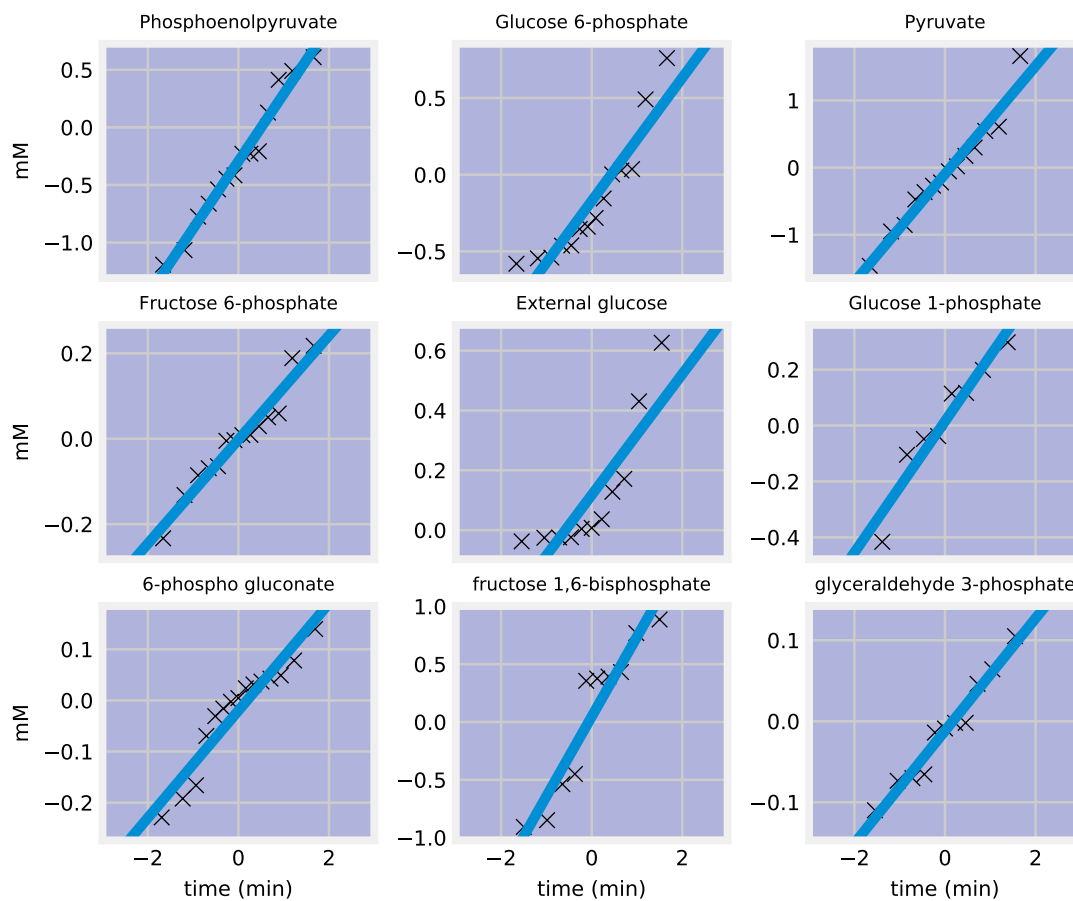 Phosphoenolpyruvate
Glucose 6-phosphate
Pyruvate
mM
0.5
0.0
−0.5
−1.0
0.5
0.0
−0.5
1
0
−1
Fructose 6-phosphate
External glucose
Glucose 1-phosphate
mM
0.2
0.0
−0.2
0.6
0.4
0.2
0.0
0.2
0.0
−0.2
−0.4
6-phospho gluconate
fructose 1,6-bisphosphate
glyceraldehyde 3-phosphate
mM
0.1
0.0
−0.1
−0.2
1.0
0.5
0.0
−0.5
−1.0
0.1
0.0
−0.1
−2 0 2
−2 0 2
−2 0 2
time (min)
time (min)
time (min)